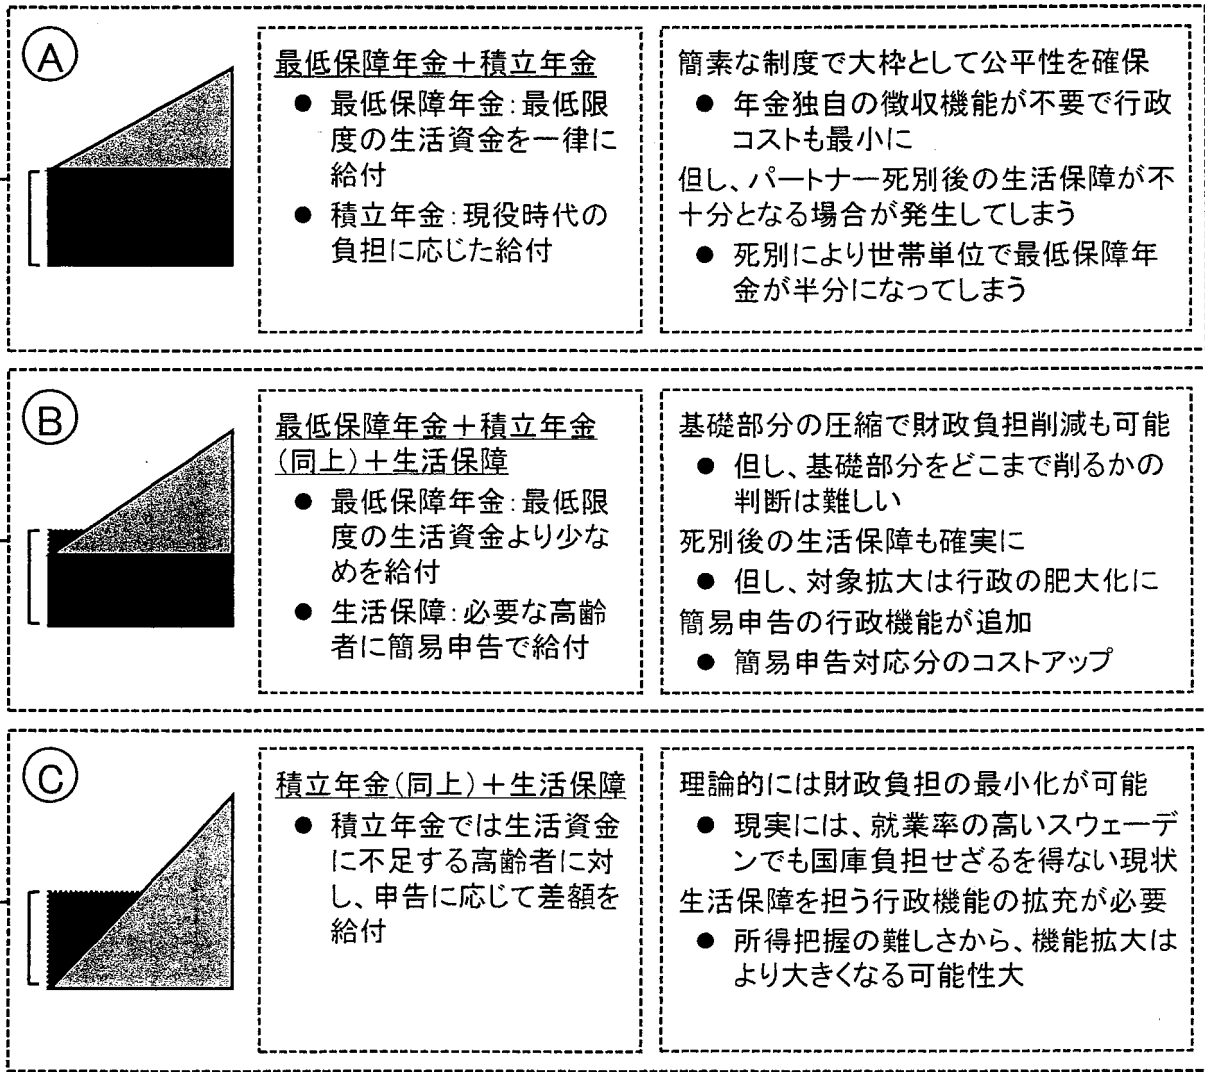 A
最低保障年金＋積立年金
● 最低保障年金：最低限
度の生活資金を一律に
給付
● 積立年金：現役時代の
負担に応じた給付
簡素な制度で大枠として公平性を確保
● 年金独自の徴収機能が不要で行政
コストも最小に
但し、パートナー死別後の生活保障が不
十分となる場合が発生してしまう
● 死別により世帯単位で最低保障年
金が半分になってしまう
B
最低保障年金＋積立年金
（同上）＋生活保障
● 最低保障年金：最低限
度の生活資金より少な
めを給付
● 生活保障：必要な高齢
者に簡易申告で給付
基礎部分の圧縮で財政負担削減も可能
● 但し、基礎部分をどこまで削るかの
判断は難しい
死別後の生活保障も確実に
● 但し、対象拡大は行政の肥大化に
簡易申告の行政機能が追加
● 簡易申告対応分のコストアップ
C
積立年金（同上）＋生活保障
● 積立年金では生活資金
に不足する高齢者に対
し、申告に応じて差額を
給付
理論的には財政負担の最小化が可能
● 現実には、就業率の高いスウェーデ
ンでも国庫負担せざるを得ない現状
生活保障を担う行政機能の拡充が必要
● 所得把握の難しさから、機能拡大は
より大きくなる可能性大